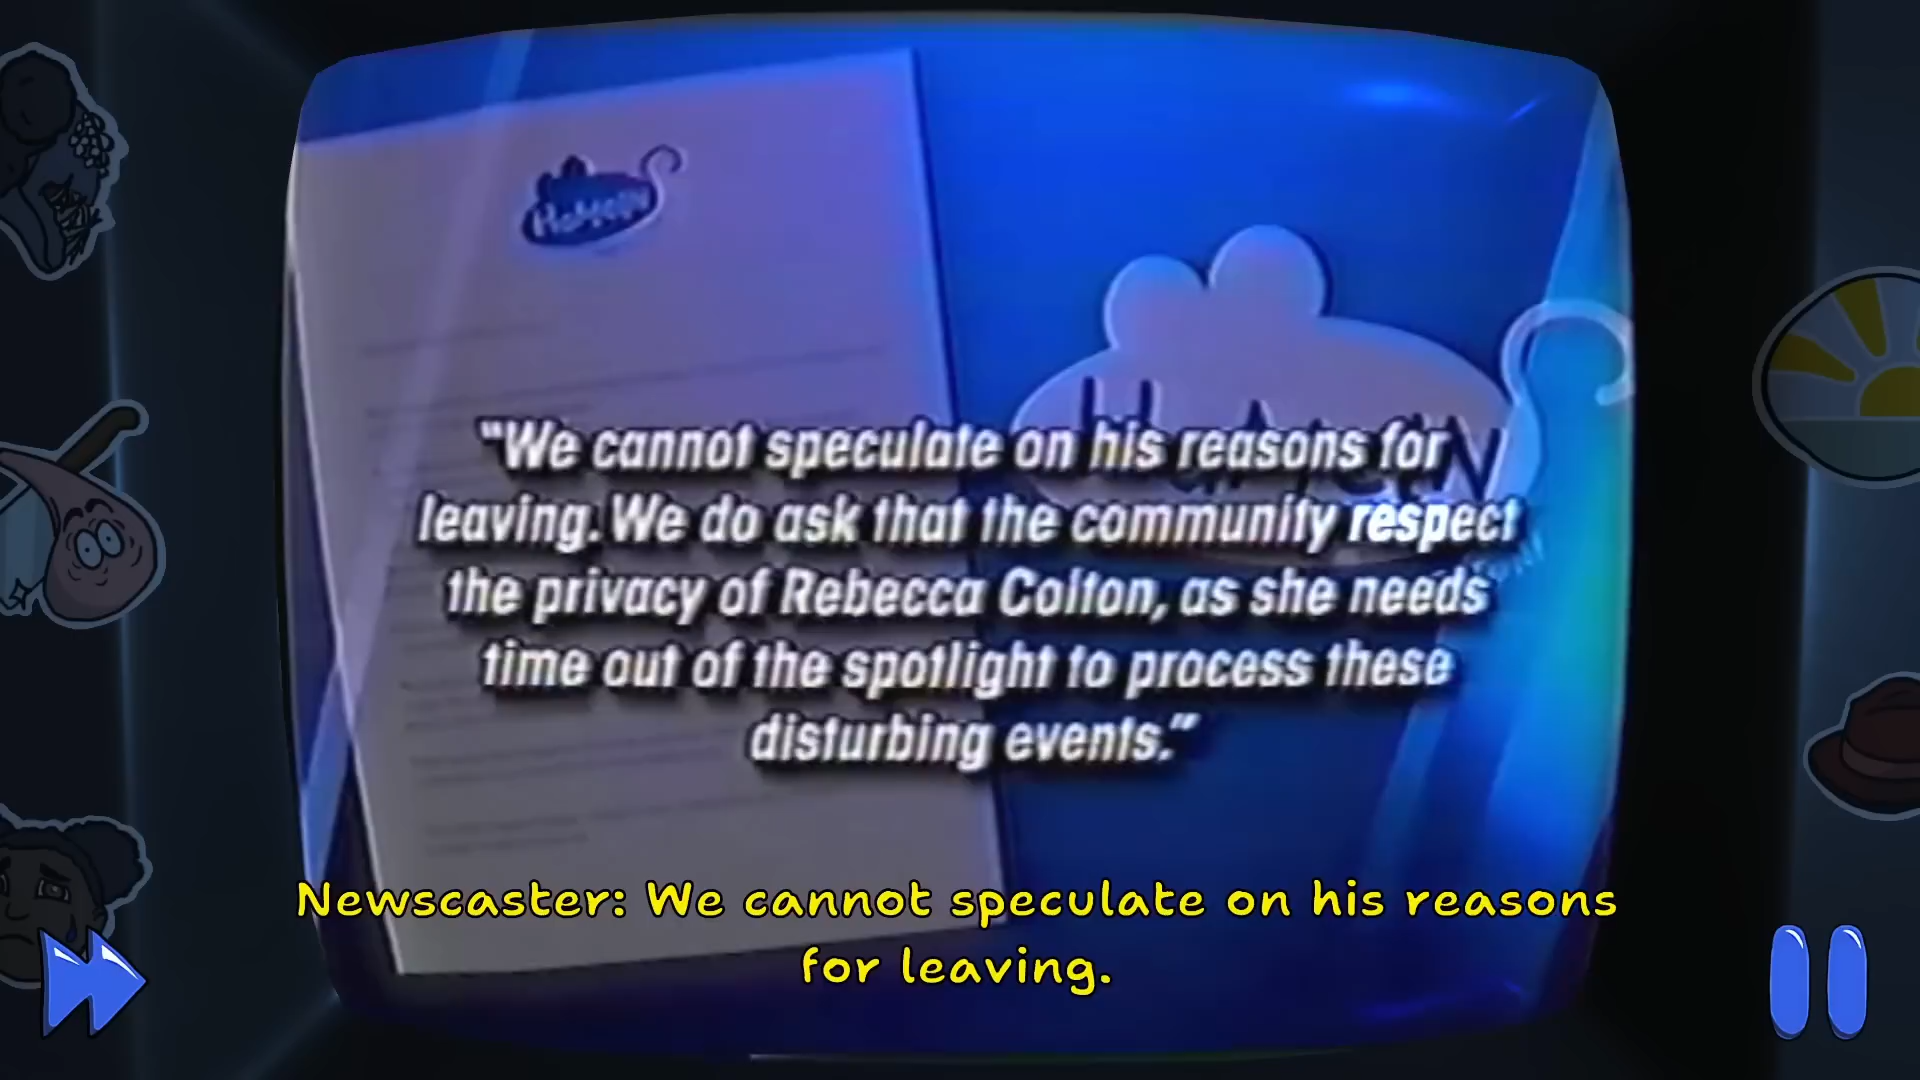 Hameln
"We cannot speculate on his reasons for
leaving. We do ask that the community respect
the privacy of Rebecca Colton, as she needs
time out of the spotlight to process these
disturbing events."
Newscaster: We cannot speculate on his reasons
for leaving.